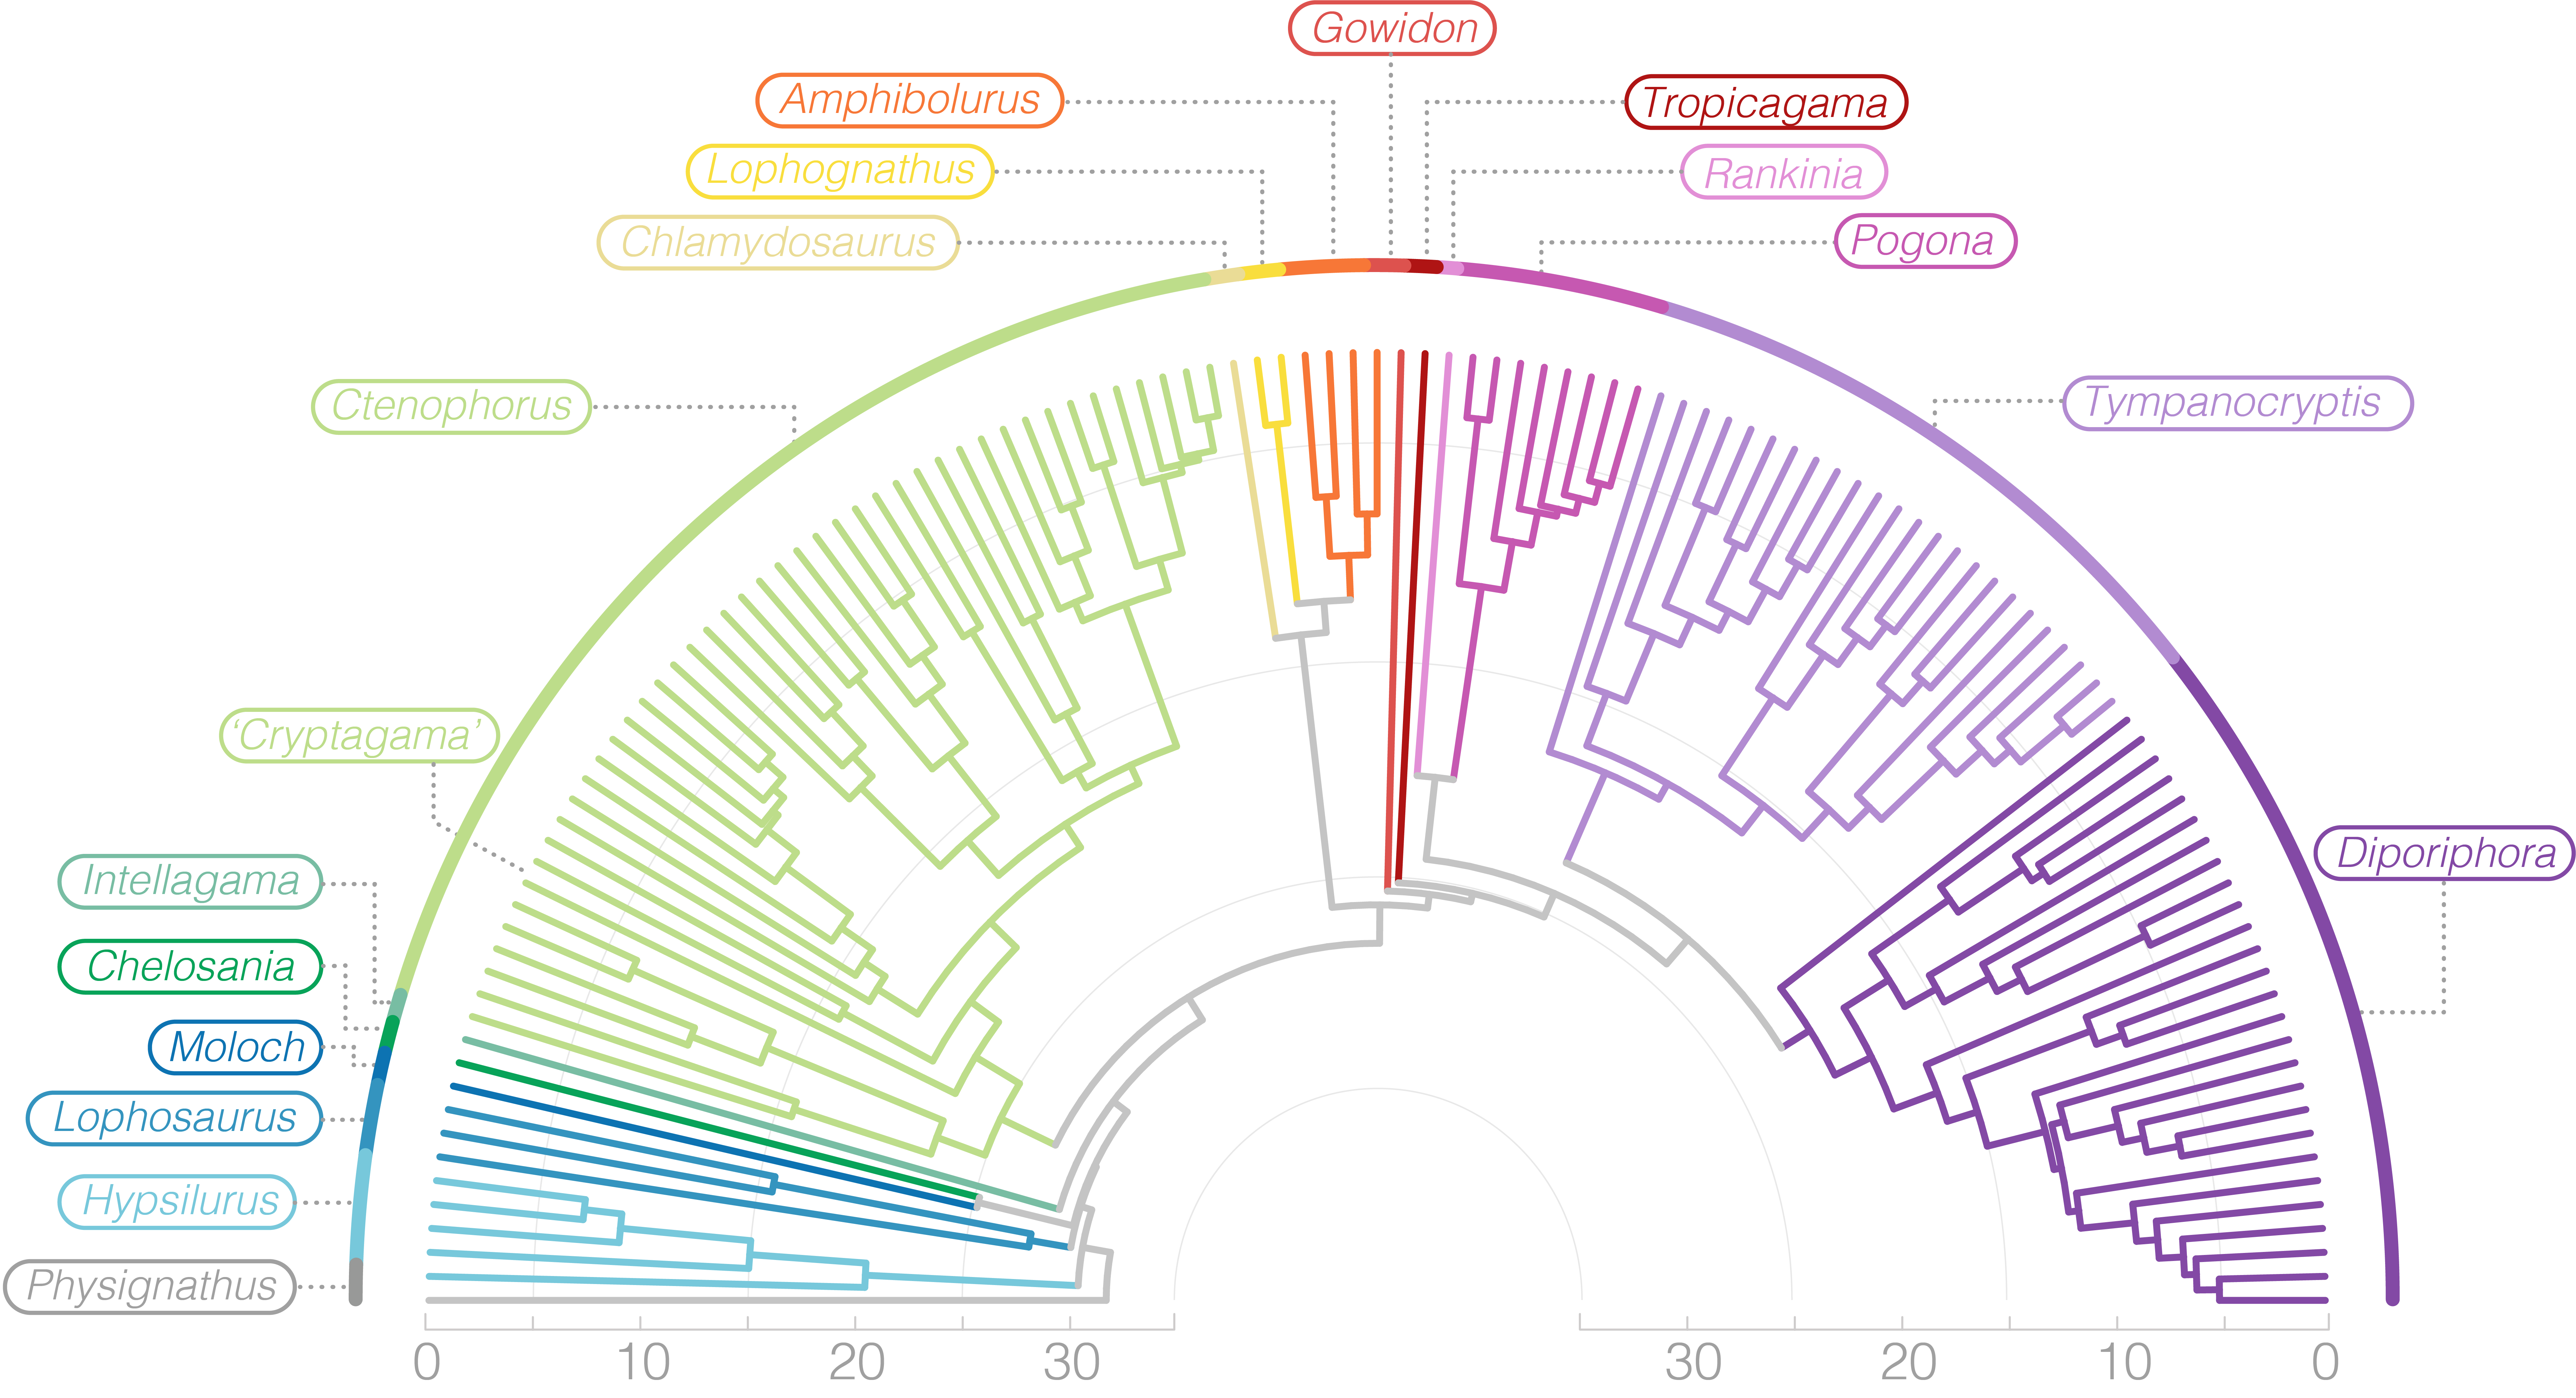 Gowidon
Amphibolurus
Tropicagama
Lophognathus
Rankinia
Chlamydosaurus
Pogona
Ctenophorus
Tympanocryptis
‘Cryptagama’
Intellagama
Diporiphora
Chelosania
Moloch
Lophosaurus
Hypsilurus
Physignathus
0 10 20 30 30 20 10 0